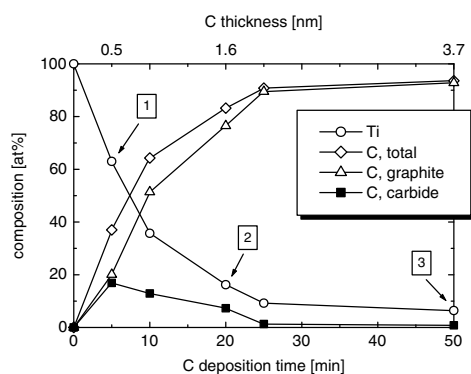 C thickness [nm]
0.5 1.6 3.7
100
80
60
40
20
0
composition [at%]
1
2
3
Ti
C, total
C, graphite
C, carbide
0 10 20 30 40 50
C deposition time [min]